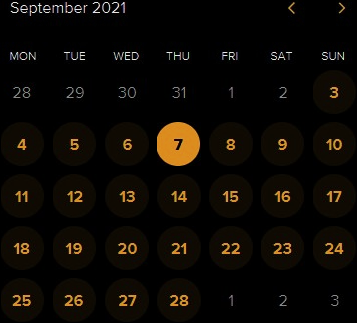 September 2021
MON TUE WED THU FRI SAT SUN
28 29 30 31 1 2 3
4 5 6 7 8 9 10
11 12 13 14 15 16 17
18 19 20 21 22 23 24
25 26 27 28 1 2 3